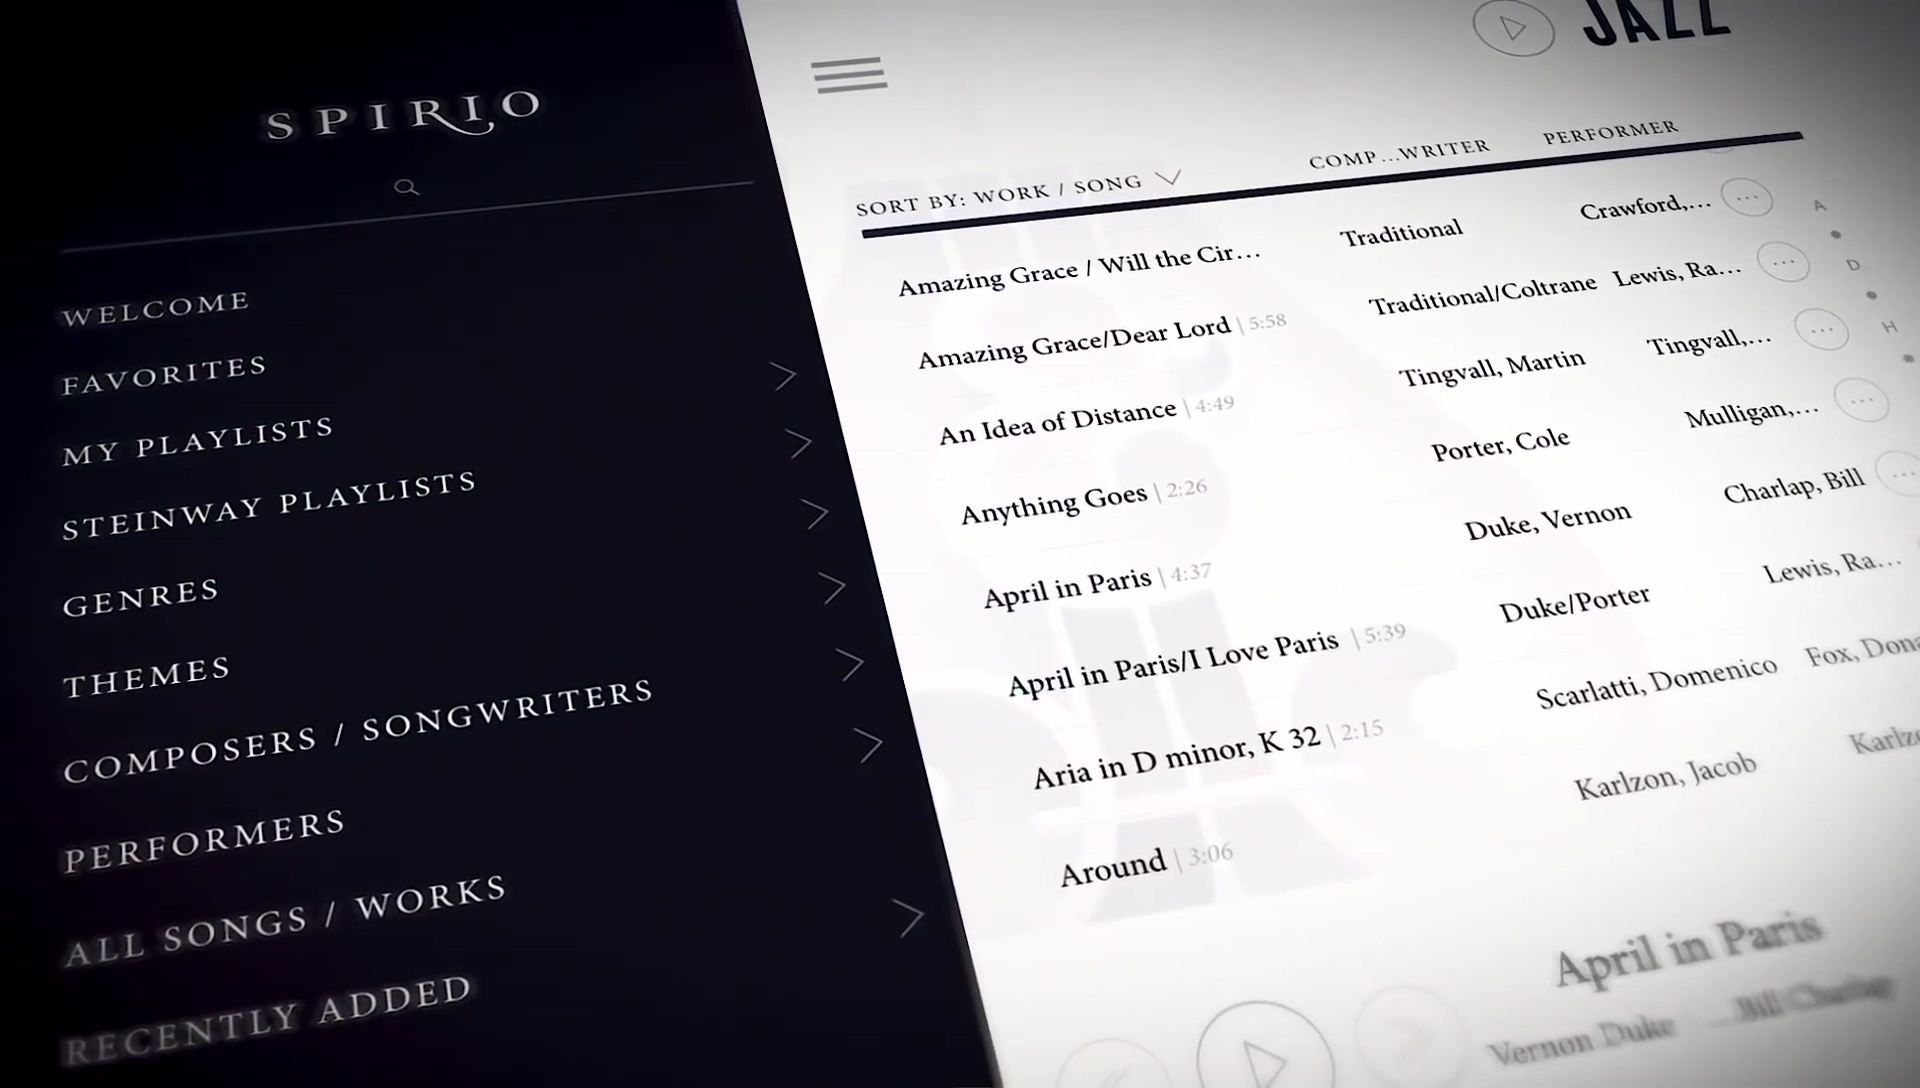 SPIRIO
WELCOME
FAVORITES
MY PLAYLISTS
STEINWAY PLAYLISTS
GENRES
THEMES
COMPOSERS / SONGWRITERS
PERFORMERS
ALL SONGS / WORKS
RECENTLY ADDED
JAZZ
SORT BY: WORK / SONG COMP...WRITER PERFORMER
Amazing Grace / Will the Cir... Traditional Crawford,...
Amazing Grace/Dear Lord | 5:58 Traditional/Coltrane Lewis, Ra...
An Idea of Distance | 4:49 Tingvall, Martin Tingvall,...
Anything Goes | 2:26 Porter, Cole Mulligan,...
April in Paris | 4:37 Duke, Vernon Charlap, Bill
April in Paris/I Love Paris | 5:39 Duke/Porter Lewis, Ra...
Aria in D minor, K 32 | 2:15 Scarlatti, Domenico Fox, Dona
Around | 3:06 Karlzon, Jacob Karlz
A
D
H
April in Paris
Vernon Duke ...Bill Charlap